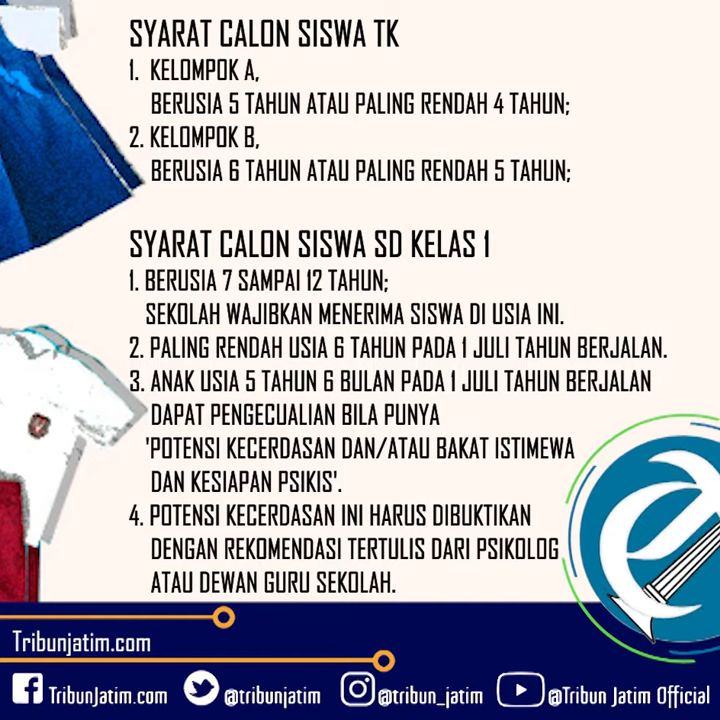 SYARAT CALON SISWA TK
1. KELOMPOK A,
BERUSIA 5 TAHUN ATAU PALING RENDAH 4 TAHUN;
2. KELOMPOK B,
BERUSIA 6 TAHUN ATAU PALING RENDAH 5 TAHUN;
SYARAT CALON SISWA SD KELAS 1
1. BERUSIA 7 SAMPAI 12 TAHUN;
SEKOLAH WAJIBKAN MENERIMA SISWA DI USIA INI.
2. PALING RENDAH USIA 6 TAHUN PADA 1 JULI TAHUN BERJALAN.
3. ANAK USIA 5 TAHUN 6 BULAN PADA 1 JULI TAHUN BERJALAN
DAPAT PENGECUALIAN BILA PUNYA
'POTENSI KECERDASAN DAN/ATAU BAKAT ISTIMEWA
DAN KESIAPAN PSIKIS'.
4. POTENSI KECERDASAN INI HARUS DIBUKTIKAN
DENGAN REKOMENDASI TERTULIS DARI PSIKOLOG
ATAU DEWAN GURU SEKOLAH.
Tribunjatim.com
TribunJatim.com @tribunjatim @tribun_jatim @Tribun Jatim Official